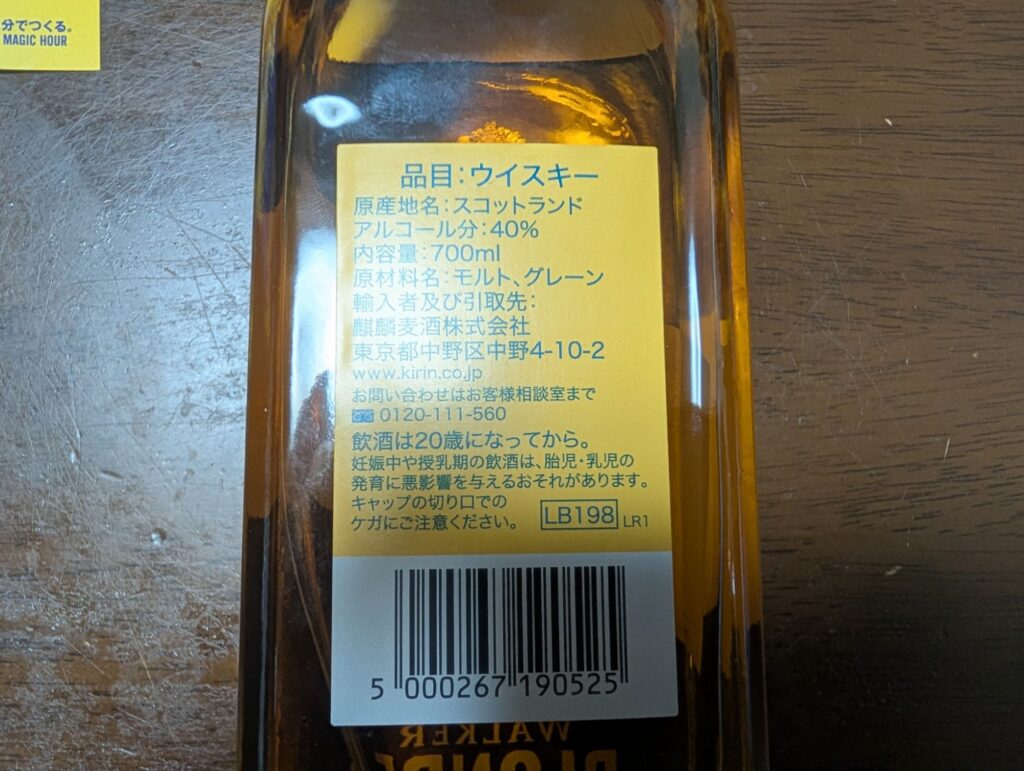 分でつくる。
MAGIC HOUR
品目：ウイスキー
原産地名：スコットランド
アルコール分：40%
内容量：700ml
原材料名：モルト、グレーン
輸入者及び引取先：
麒麟麦酒株式会社
東京都中野区中野4-10-2
www.kirin.co.jp
お問い合わせはお客様相談室まで
0120-111-560
飲酒は20歳になってから。
妊娠中や授乳期の飲酒は、胎児・乳児の
発育に悪影響を与えるおそれがあります。
キャップの切り口での
ケガにご注意ください。
LB198 LR1
5 000267 190525
WALKER
BLONDE